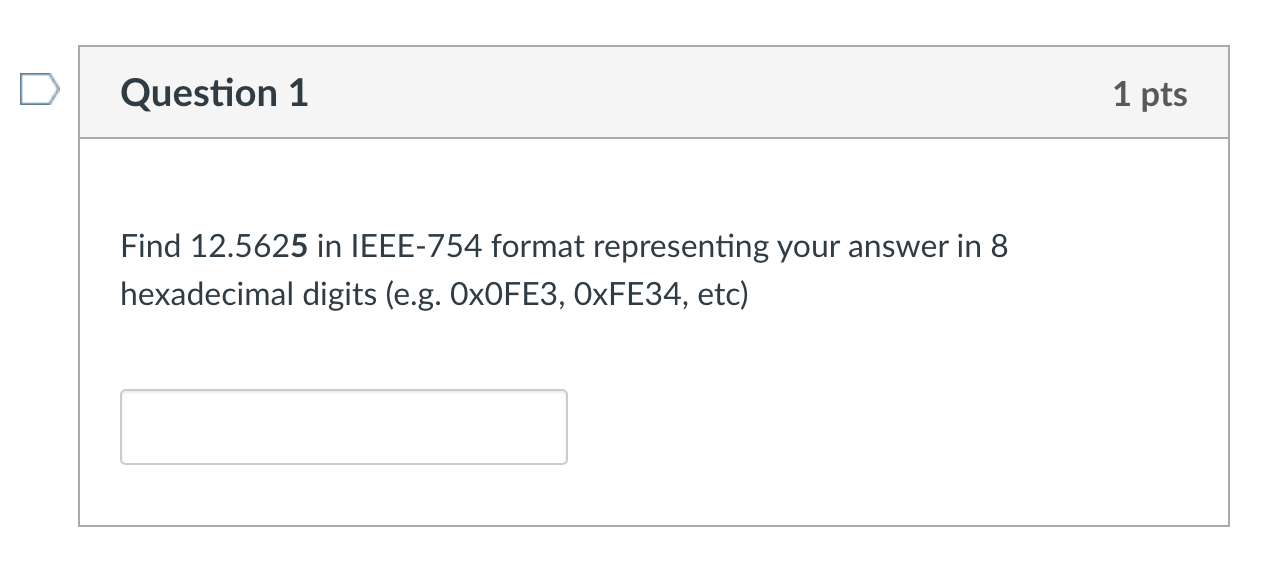 Question 1
1 pts
Find 12.5625 in IEEE-754 format representing your answer in 8
hexadecimal digits (e.g. 0x0FE3, 0xFE34, etc)